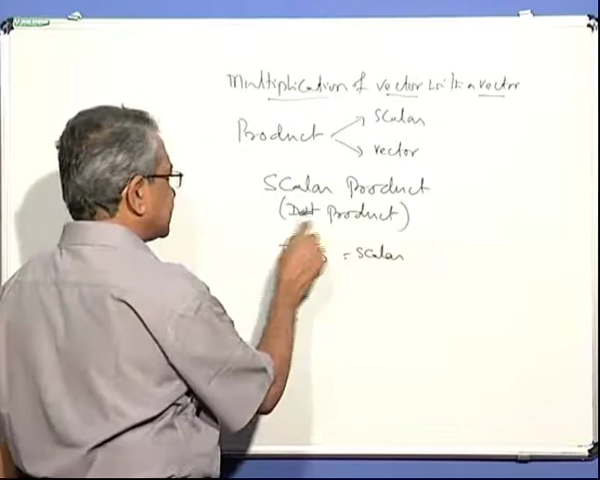 Multiplication of vector with a vector
Product
scalar
vector
Scalar Product
(Dot Product)
= Scalar